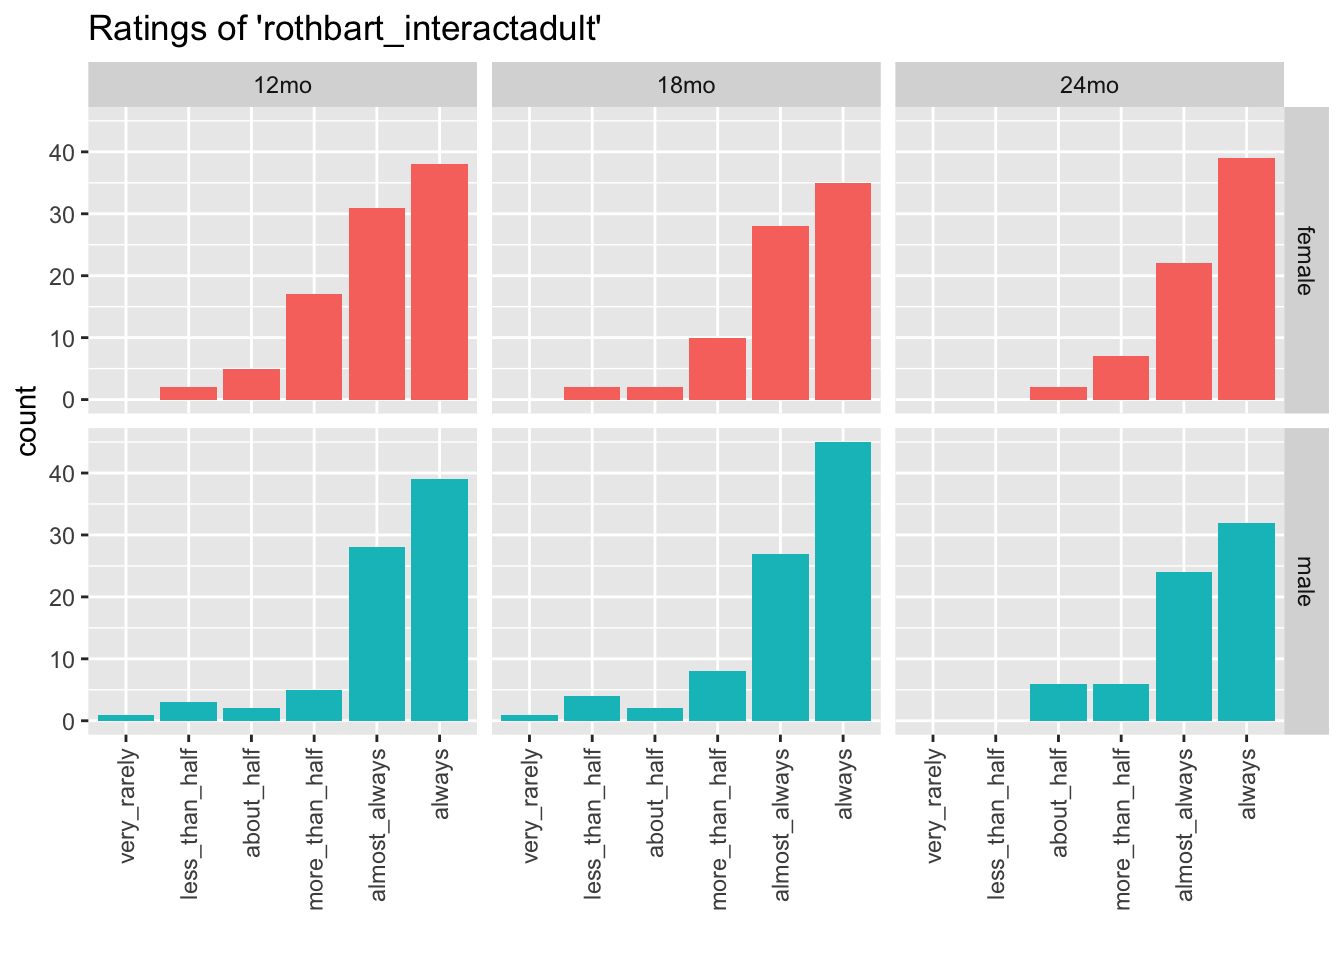 Ratings of 'rothbart_interactadult'
12mo
18mo
24mo
count
40
30
20
10
0
female
40
30
20
10
0
male
very_rarely
less_than_half
about_half
more_than_half
almost_always
always
very_rarely
less_than_half
about_half
more_than_half
almost_always
always
very_rarely
less_than_half
about_half
more_than_half
almost_always
always